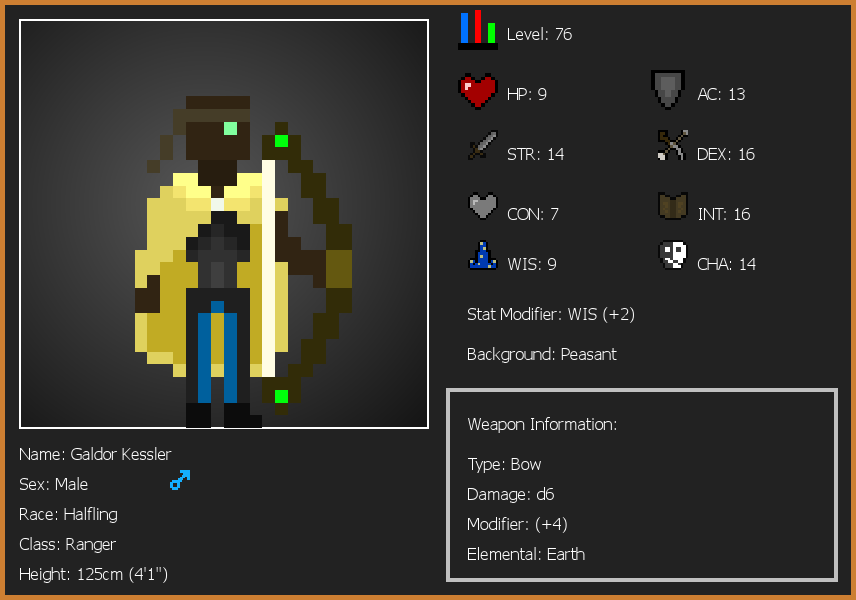 Level: 76
HP: 9
AC: 13
STR: 14
DEX: 16
CON: 7
INT: 16
WIS: 9
CHA: 14
Stat Modifier: WIS (+2)
Background: Peasant
Weapon Information:
Type: Bow
Damage: d6
Modifier: (+4)
Elemental: Earth
Name: Galdor Kessler
Sex: Male
Race: Halfling
Class: Ranger
Height: 125cm (4'1")